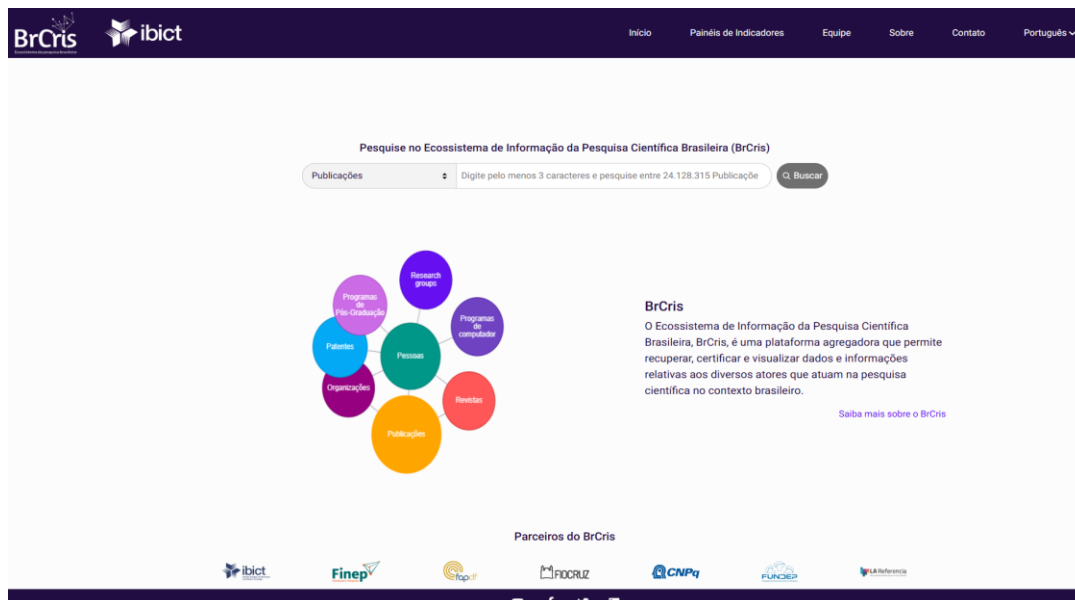 BrCris
ibict
Início
Painéis de Indicadores
Equipe
Sobre
Contato
Português
Pesquise no Ecossistema de Informação da Pesquisa Científica Brasileira (BrCris)
Publicações
Digite pelo menos 3 caracteres e pesquise entre 24.128.315 Publicaçõe
Buscar
Research
groups
Programas
de
Pós-Graduação
Programas
de
computador
Patentes
Pessoas
Organizações
Revistas
Publicações
BrCris
O Ecossistema de Informação da Pesquisa Científica
Brasileira, BrCris, é uma plataforma agregadora que permite
recuperar, certificar e visualizar dados e informações
relativas aos diversos atores que atuam na pesquisa
científica no contexto brasileiro.
Saiba mais sobre o BrCris
Parceiros do BrCris
ibict
Finep
fapdf
FIOCRUZ
CNPq
FUNDEP
LA Referencia